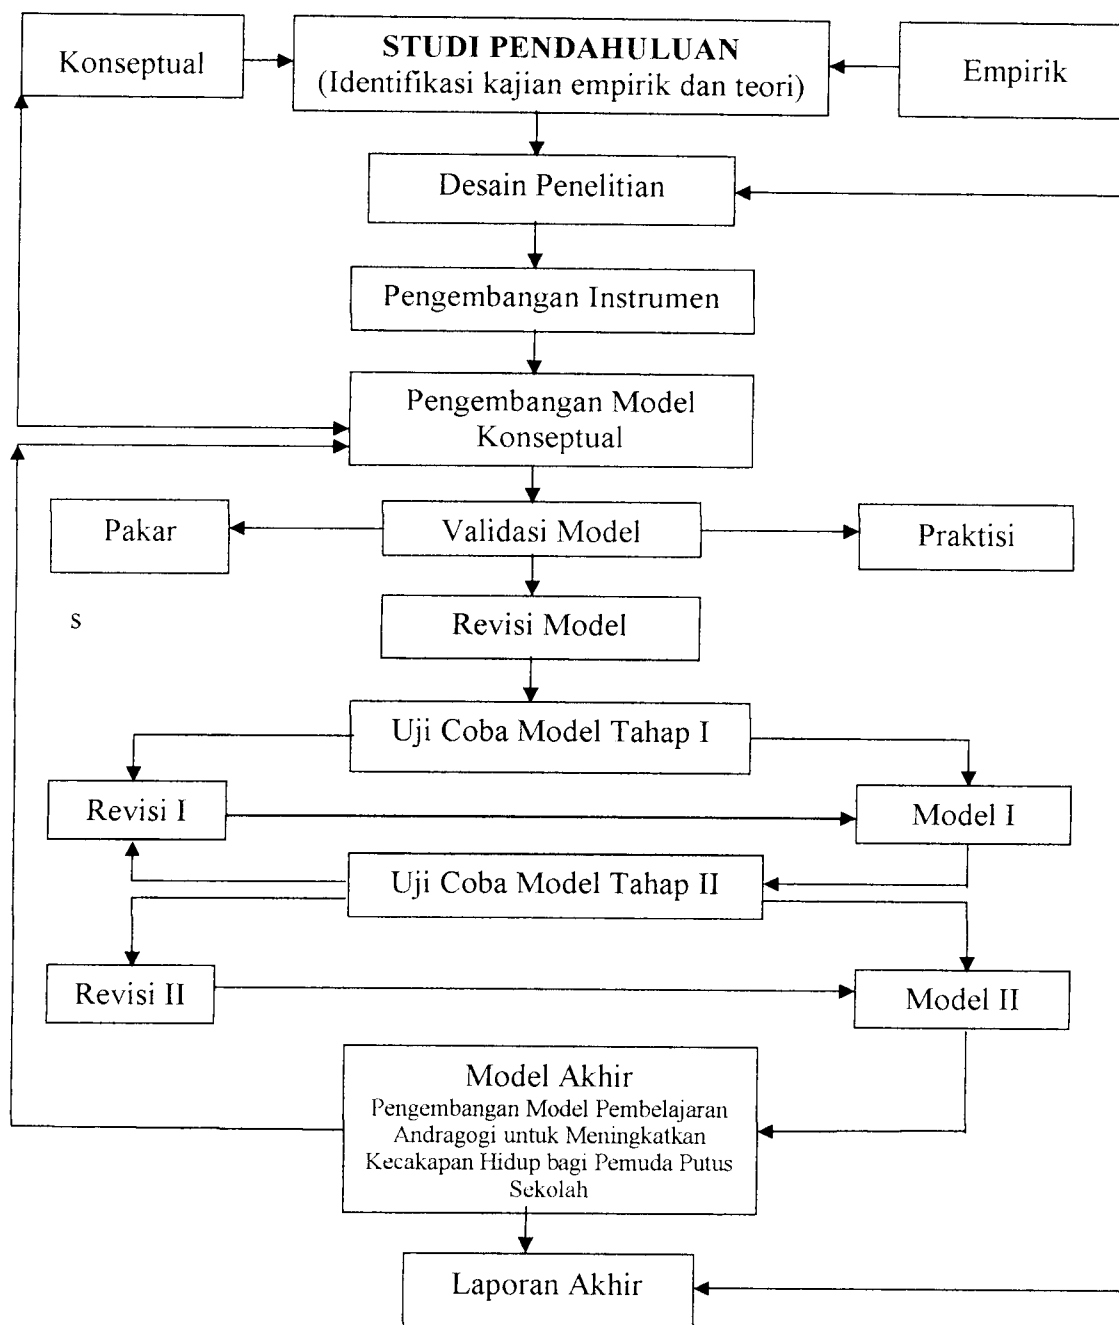 Konseptual
STUDI PENDAHULUAN
(Identifikasi kajian empirik dan teori)
Empirik
Desain Penelitian
Pengembangan Instrumen
Pengembangan Model
Konseptual
Pakar
Validasi Model
Praktisi
s
Revisi Model
Uji Coba Model Tahap I
Revisi I
Model I
Uji Coba Model Tahap II
Revisi II
Model II
Model Akhir
Pengembangan Model Pembelajaran
Andragogi untuk Meningkatkan
Kecakapan Hidup bagi Pemuda Putus
Sekolah
Laporan Akhir